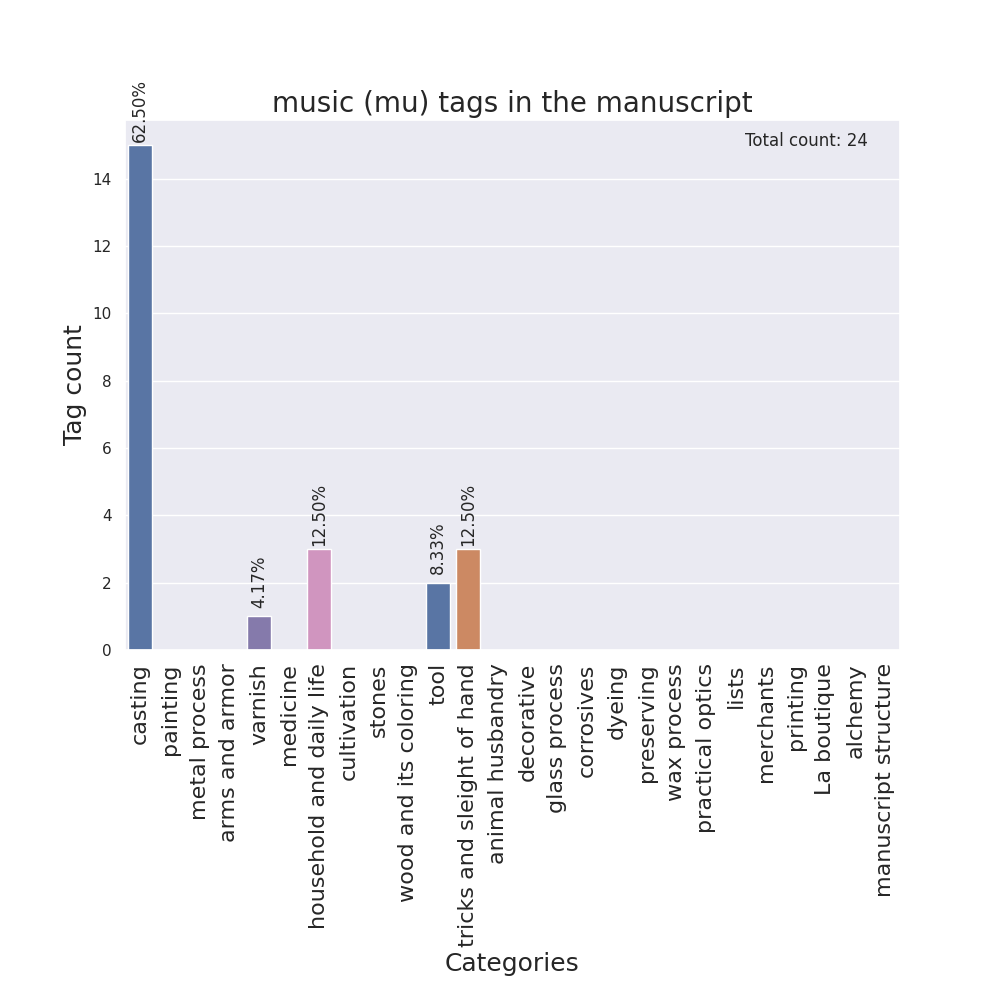 music (mu) tags in the manuscript
Total count: 24
62.50%
4.17%
12.50%
8.33%
12.50%
Tag count
14
12
10
8
6
4
2
0
casting
painting
metal process
arms and armor
varnish
medicine
household and daily life
cultivation
stones
wood and its coloring
tool
tricks and sleight of hand
animal husbandry
decorative
glass process
corrosives
dyeing
preserving
wax process
practical optics
lists
merchants
printing
La boutique
alchemy
manuscript structure
Categories